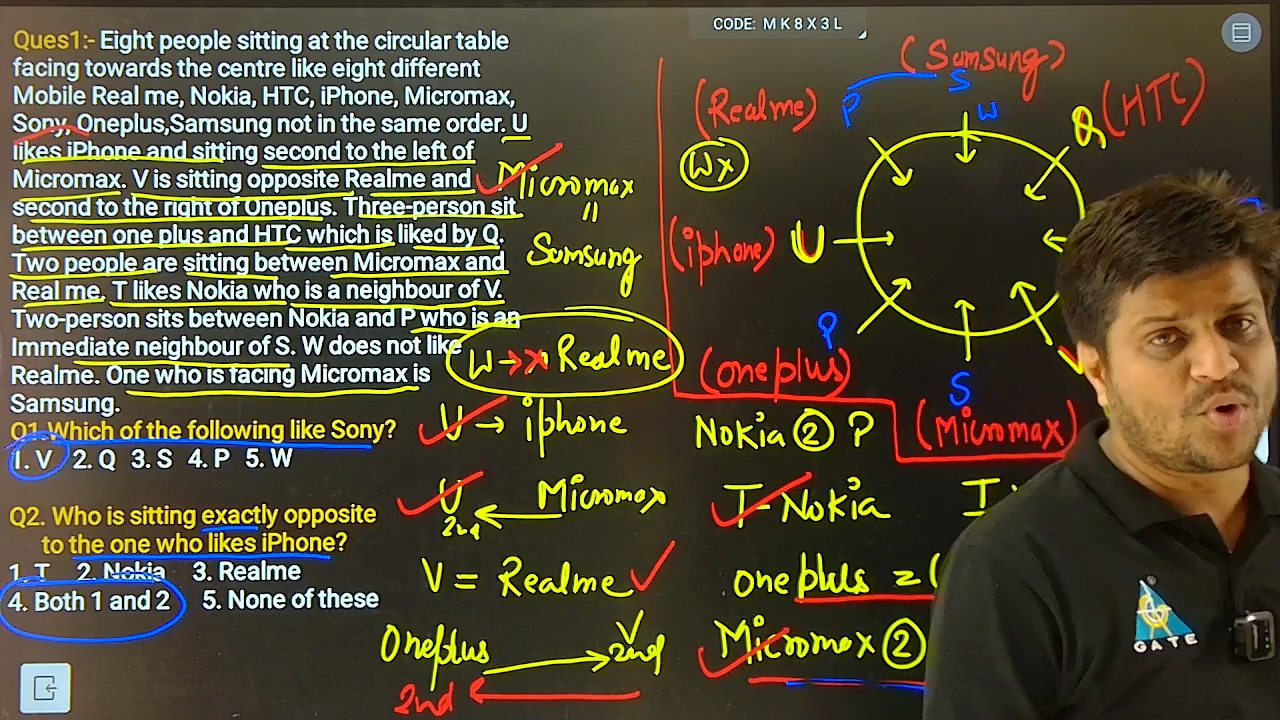 CODE: M K 8 X 3 L
Ques1:- Eight people sitting at the circular table
facing towards the centre like eight different
Mobile Real me, Nokia, HTC, iPhone, Micromax,
Sony, Oneplus,Samsung not in the same order. U
likes iPhone and sitting second to the left of
Micromax. V is sitting opposite Realme and
second to the right of Oneplus. Three-person sit
between one plus and HTC which is liked by Q.
Two people are sitting between Micromax and
Real me. T likes Nokia who is a neighbour of V.
Two-person sits between Nokia and P who is an
Immediate neighbour of S. W does not like
Realme. One who is facing Micromax is
Samsung.
Q1 Which of the following like Sony?
1. V 2. Q 3. S 4. P 5. W
Q2. Who is sitting exactly opposite
to the one who likes iPhone?
1. T 2. Nokia 3. Realme
4. Both 1 and 2 5. None of these
Micromax
=
Samsung
W → x Realme
U → iphone
U ← Micromax
2nd
V = Realme
Oneplus → V 2nd
2nd ←
(Samsung)
P S
W
(Realme)
Q (HTC)
Wx
(iphone) U
P
S
V
(oneplus)
(Micromax)
Nokia 2 P
T - Nokia
one plus =
Micromax 2
GATE